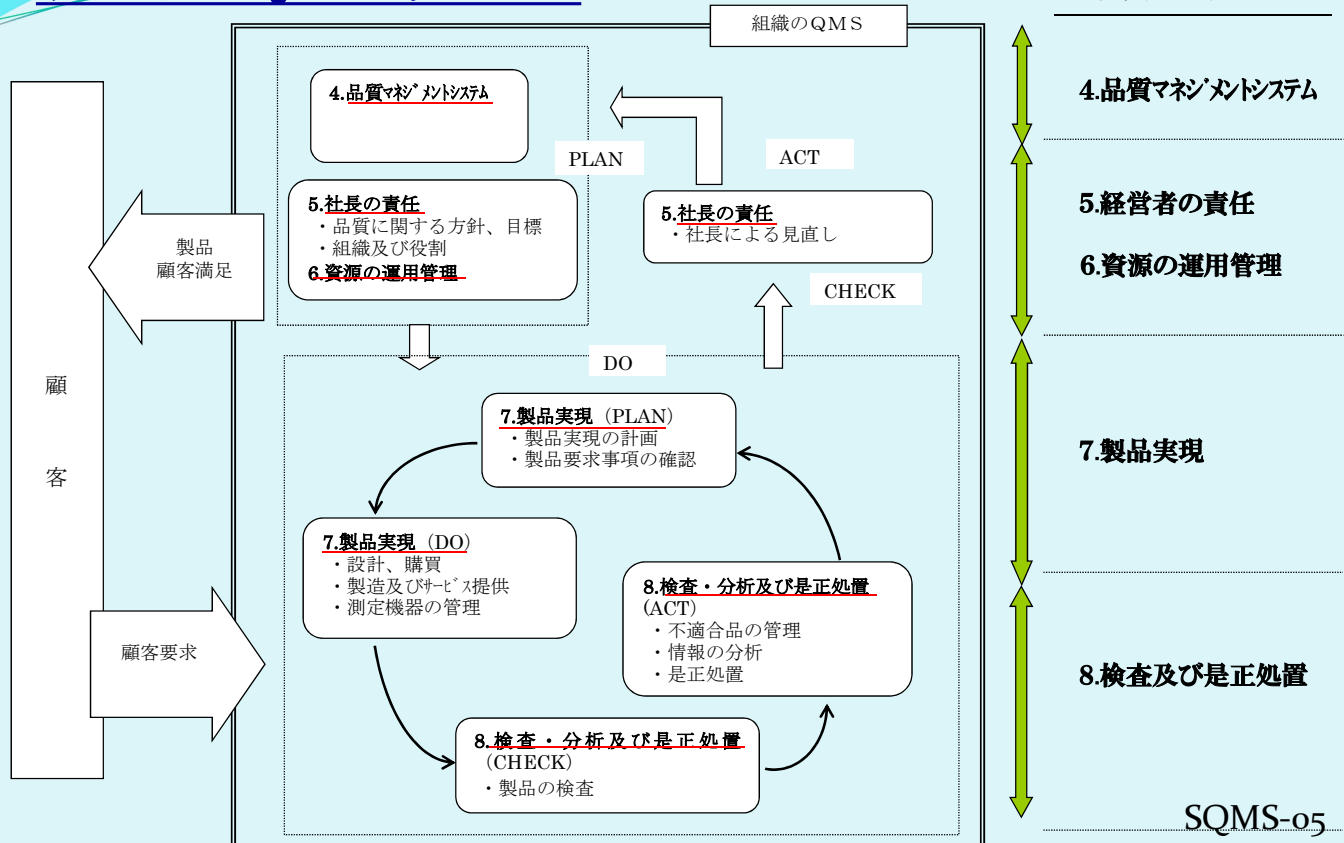 組織のQMS
4.品質マネジメントシステム
PLAN
ACT
5.社長の責任
・品質に関する方針、目標
・組織及び役割
6.資源の運用管理
5.社長の責任
・社長による見直し
CHECK
製品
顧客満足
顧
客
顧客要求
DO
7.製品実現（PLAN）
・製品実現の計画
・製品要求事項の確認
7.製品実現（DO）
・設計、購買
・製造及びサービス提供
・測定機器の管理
8.検査・分析及び是正処置
(ACT)
・不適合品の管理
・情報の分析
・是正処置
8.検査・分析及び是正処置
(CHECK)
・製品の検査
4.品質マネジメントシステム
5.経営者の責任
6.資源の運用管理
7.製品実現
8.検査及び是正処置
SQMS-05